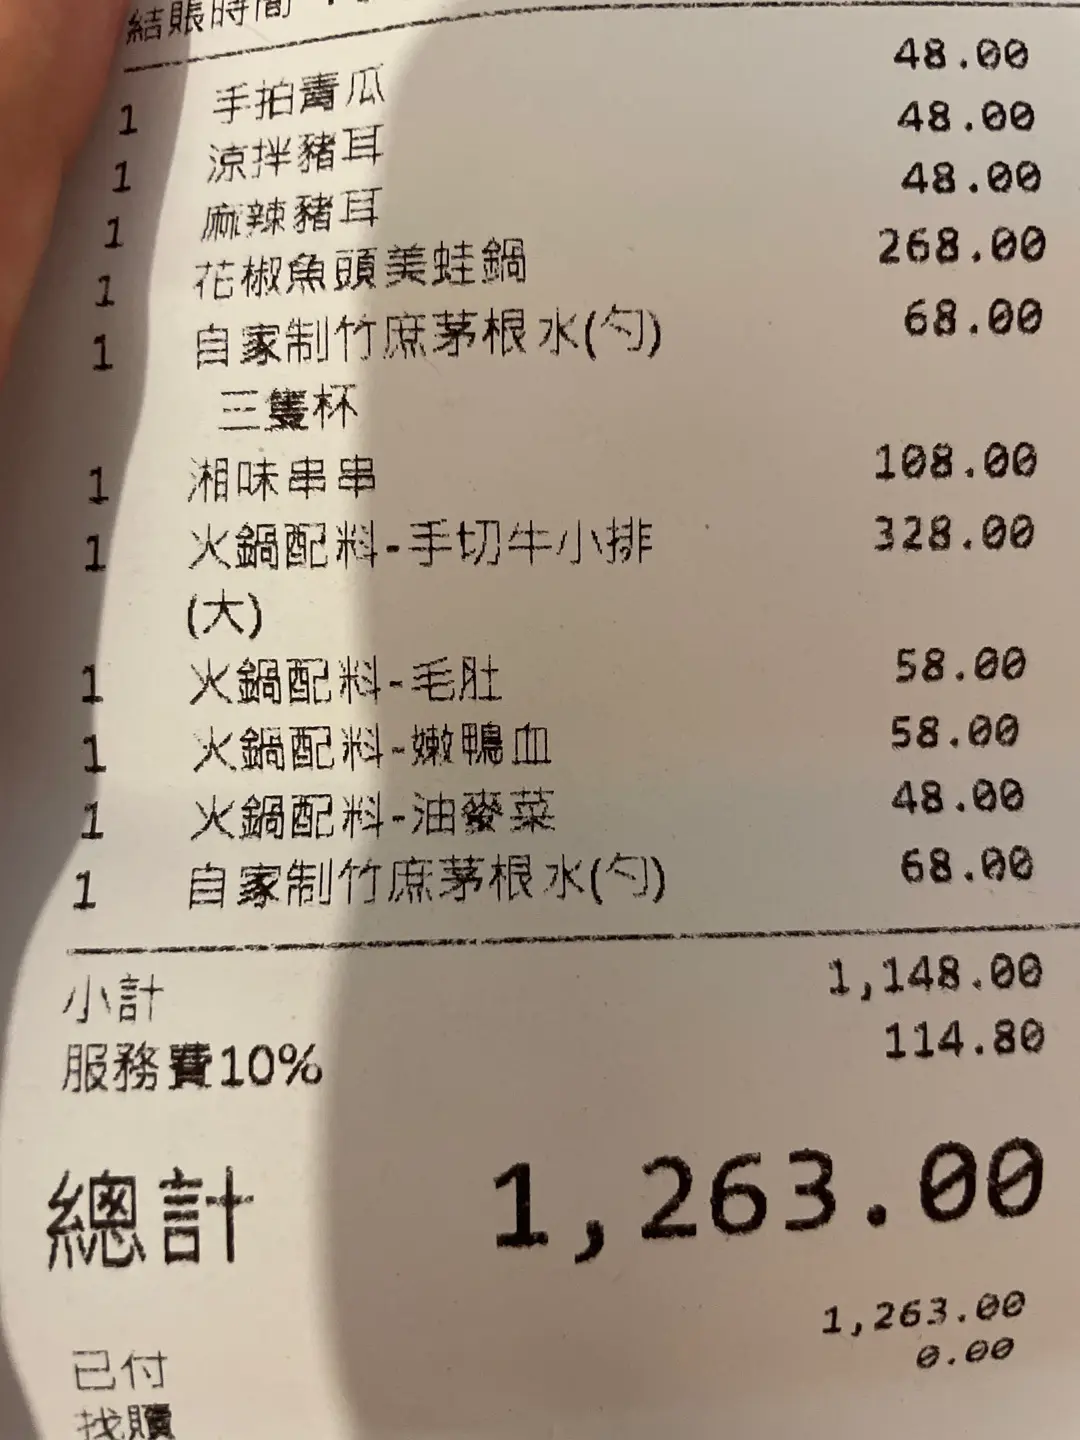 結賬時間
1 手拍青瓜 48.00
1 涼拌豬耳 48.00
1 麻辣豬耳 48.00
1 花椒魚頭美蛙鍋 268.00
1 自家制竹庶茅根水(勺) 68.00
三隻杯
1 湘味串串 108.00
1 火鍋配料-手切牛小排 328.00
(大)
1 火鍋配料-毛肚 58.00
1 火鍋配料-嫩鴨血 58.00
1 火鍋配料-油麥菜 48.00
1 自家制竹庶茅根水(勺) 68.00
小計 1,148.00
服務費10% 114.80
總計 1,263.00
已付 1,263.00
找贖 0.00